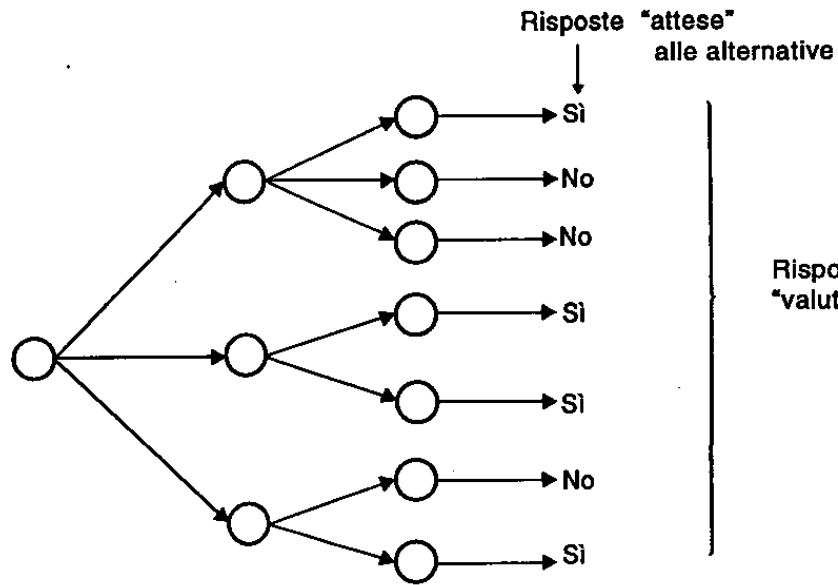 Risposte "attese"
alle alternative
Sì
No
No
Sì
Sì
No
Sì